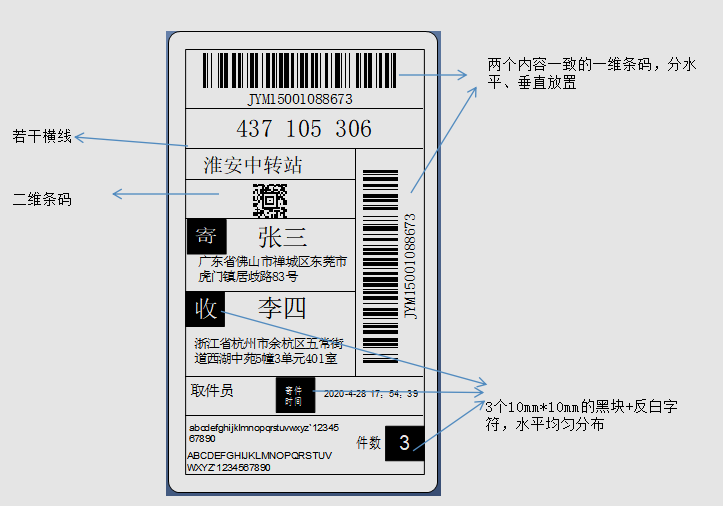 两个内容一致的一维条码，分水
平、垂直放置
JYM15001088673
437 105 306
若干横线
淮安中转站
二维条码
寄
张三
广东省佛山市禅城区东莞市
虎门镇居歧路83号
JYM15001088673
收
李四
浙江省杭州市余杭区五常街
道西湖中苑5幢3单元401室
取件员
寄件
时间
2020-4-28 17; 54; 39
3个10mm*10mm的黑块+反白字
符，水平均匀分布
abcdefghijklmnopqrstuvwxyz`12345
67890
件数
3
ABCDEFGHIJKLMNOPQRSTUV
WXYZ`1234567890